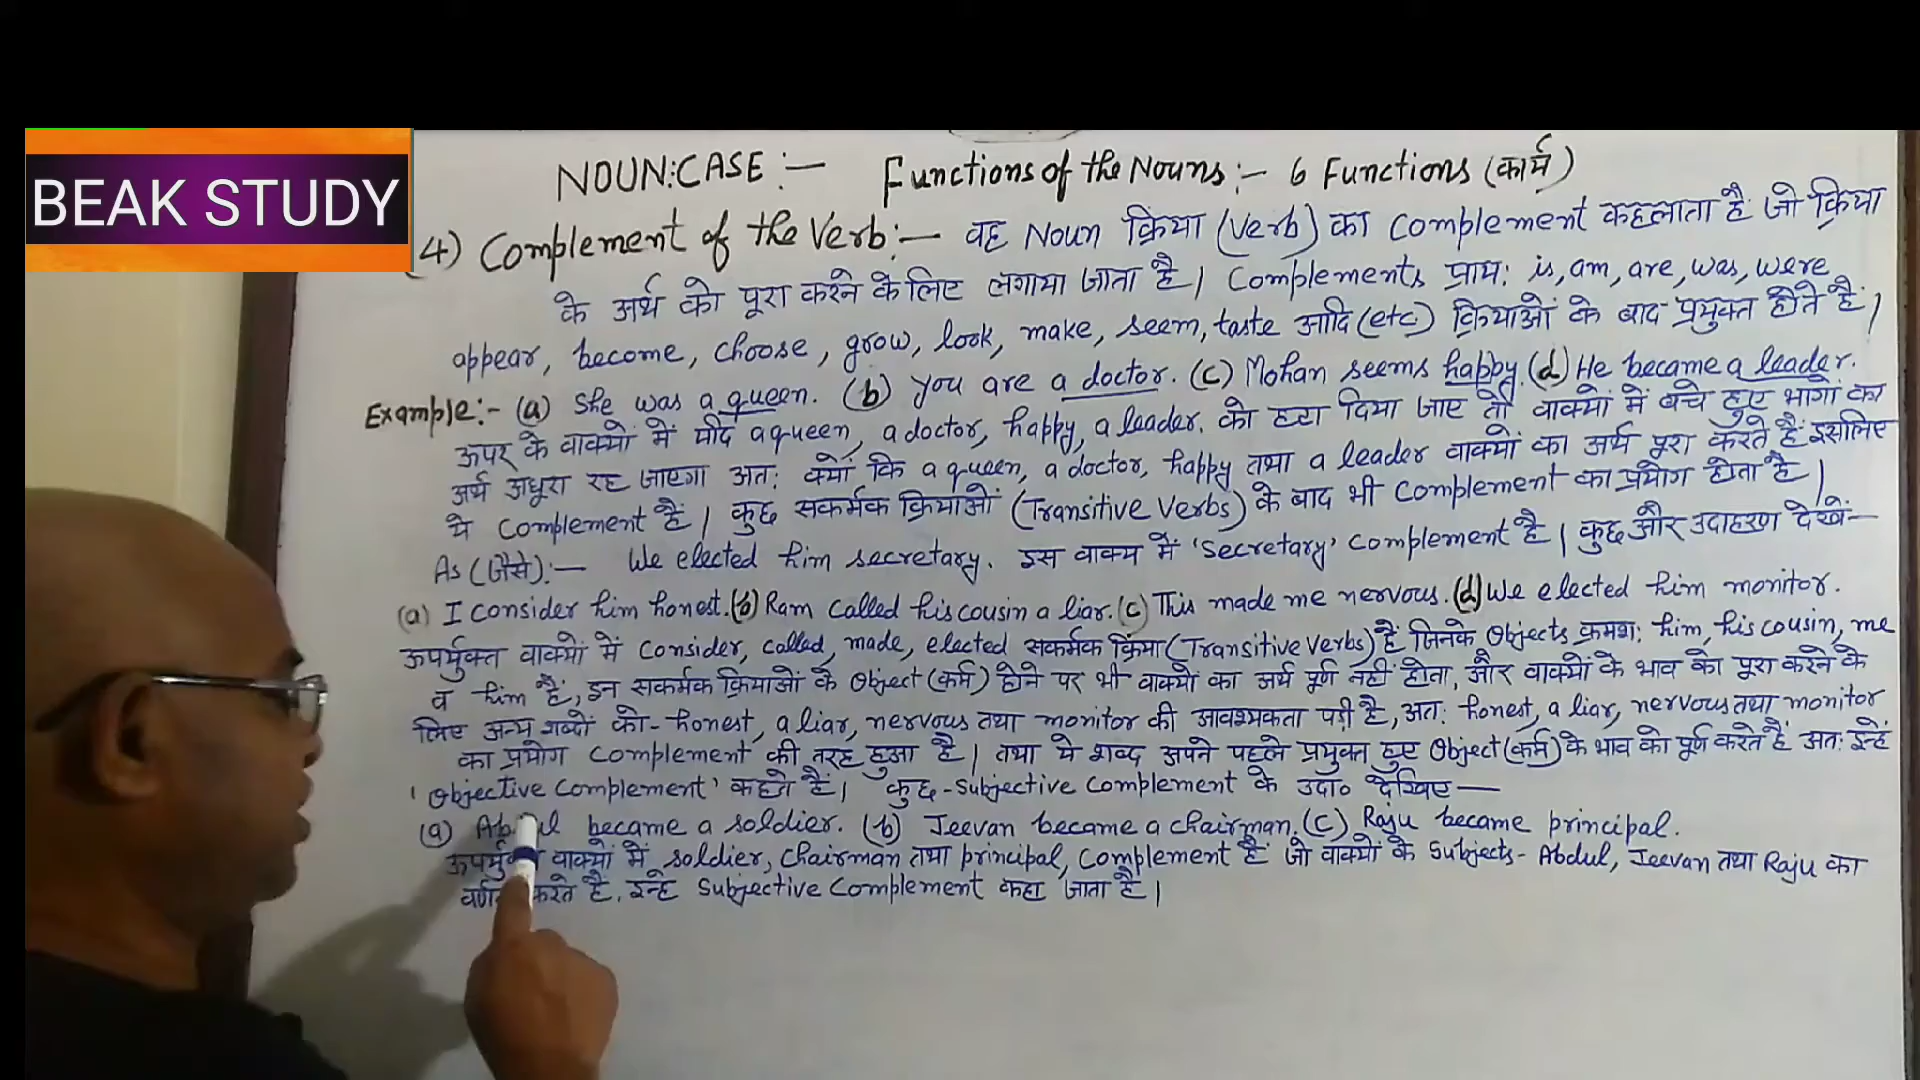 BEAK STUDY
NOUN:CASE :— Functions of the Nouns :— 6 Functions (कार्य)
(4) Complement of the Verb :— वह Noun क्रिया (Verb) का Complement कहलाता है जो क्रिया
के अर्थ को पूरा करने के लिए लगाया जाता है। Complements प्राय: is, am, are, was, were
appear, become, choose, grow, look, make, seem, taste आदि (etc) क्रियाओं के बाद प्रयुक्त होते हैं।
Example:- (a) She was a queen. (b) You are a doctor. (c) Mohan seems happy. (d) He became a leader.
ऊपर के वाक्यों में यदि a queen, a doctor, happy, a leader. को हटा दिया जाए तो वाक्यों में बचे हुए भागों का
अर्थ अधूरा रह जाएगा अत: क्यों कि a queen, a doctor, happy तथा a leader वाक्यों का अर्थ पूरा करते हैं इसलिए
ये Complement हैं। कुछ सकर्मक क्रियाओं (Transitive Verbs) के बाद भी Complement का प्रयोग होता है।
As (जैसे) :— We elected him secretary. इस वाक्य में 'secretary' complement है। कुछ और उदाहरण देखें—
(a) I consider him honest. (b) Ram called his cousin a liar. (c) This made me nervous. (d) We elected him monitor.
ऊपर्युक्त वाक्यों में consider, called, made, elected सकर्मक क्रिया (Transitive Verbs) हैं जिनके Objects क्रमश: him, his cousin, me
व him हैं, इन सकर्मक क्रियाओं के Object (कर्म) होने पर भी वाक्यों का अर्थ पूर्ण नहीं होता, और वाक्यों के भाव को पूरा करने के
लिए अन्य शब्दों को- honest, a liar, nervous तथा monitor की आवश्यकता पड़ी है, अत: honest, a liar, nervous तथा monitor
का प्रयोग Complement की तरह हुआ है। तथा ये शब्द अपने पहले प्रयुक्त हुए Object (कर्म) के भाव को पूर्ण करते हैं अत: इन्हें
'Objective Complement' कहते हैं। कुछ - Subjective Complement के उदा० देखिए—
(a) became a soldier. (b) Jeevan became a Chairman. (c) Raju became principal.
वाक्यों में soldier, Chairman तथा principal, Complement हैं जो वाक्यों के Subjects - Abdul, Jeevan तथा Raju का
करते हैं. इन्हे Subjective Complement कहा जाता है।